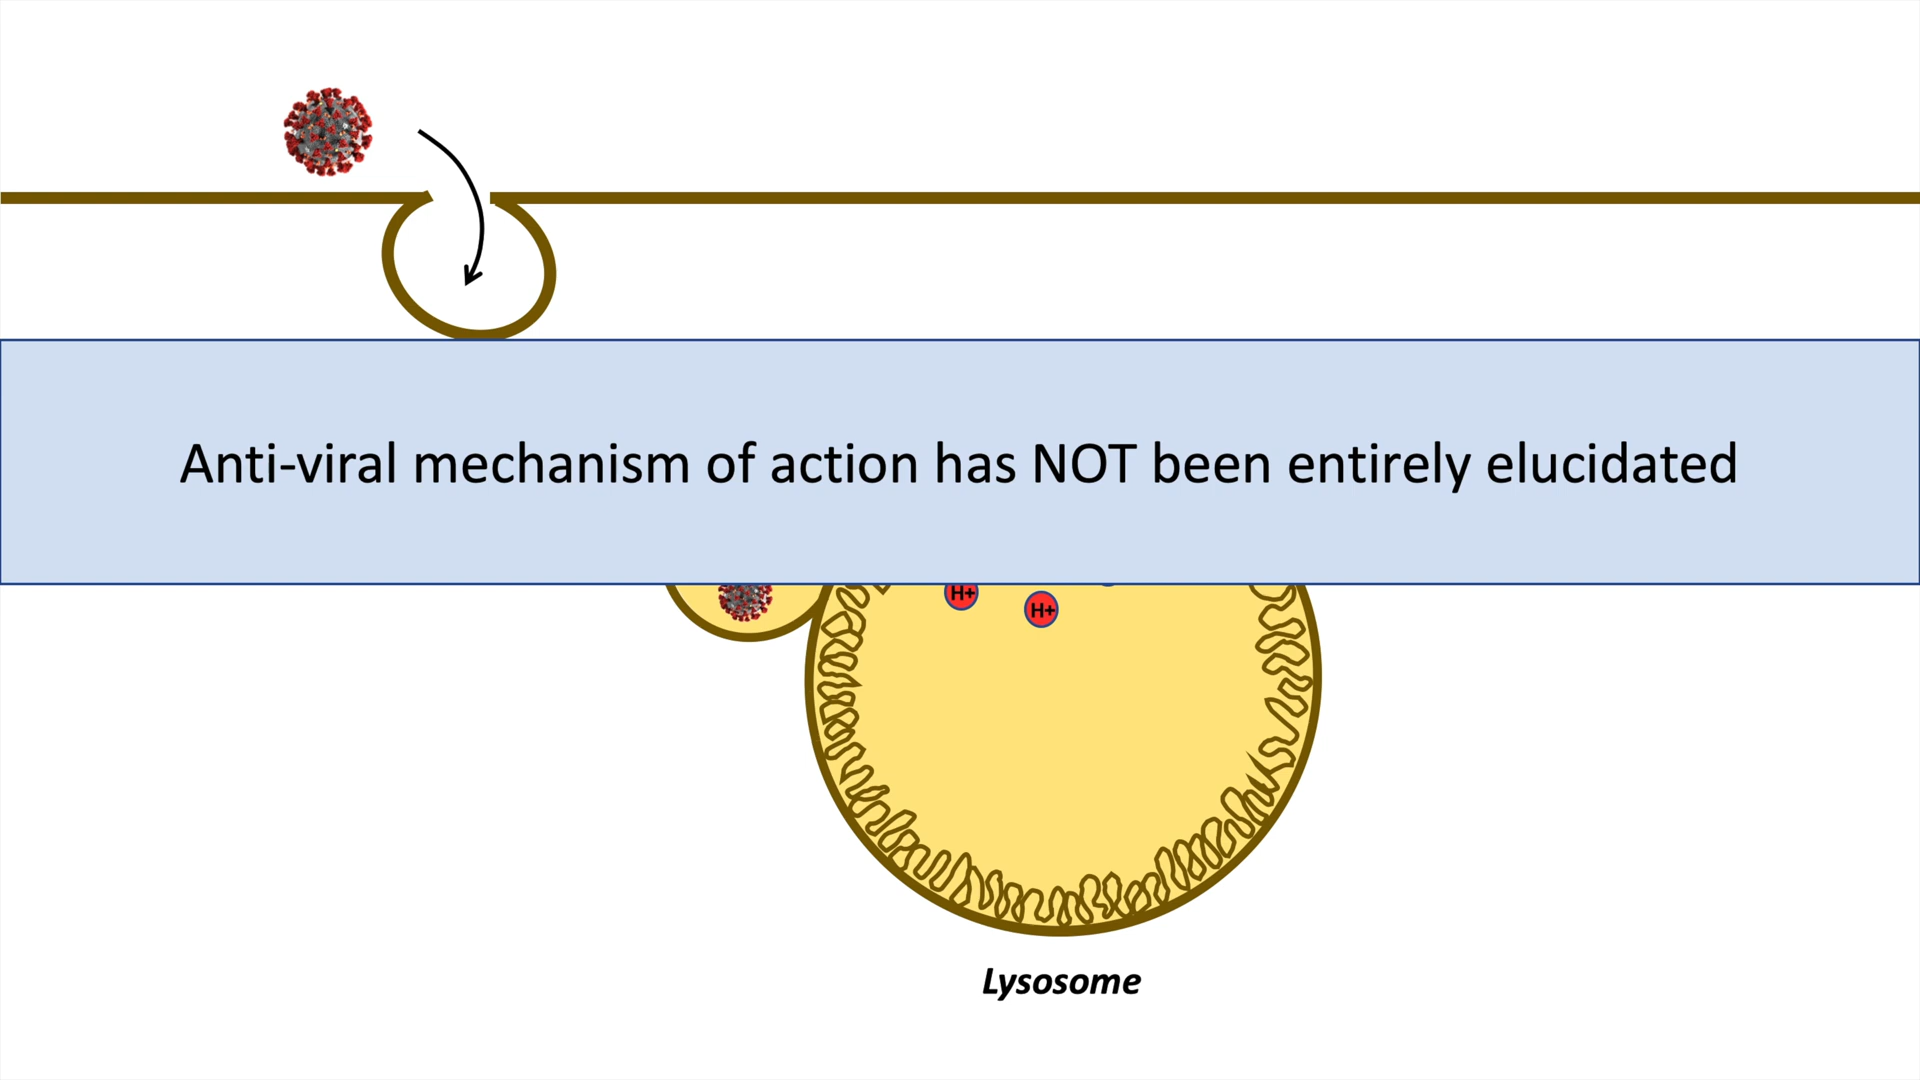 Anti-viral mechanism of action has NOT been entirely elucidated
H+
H+
Lysosome